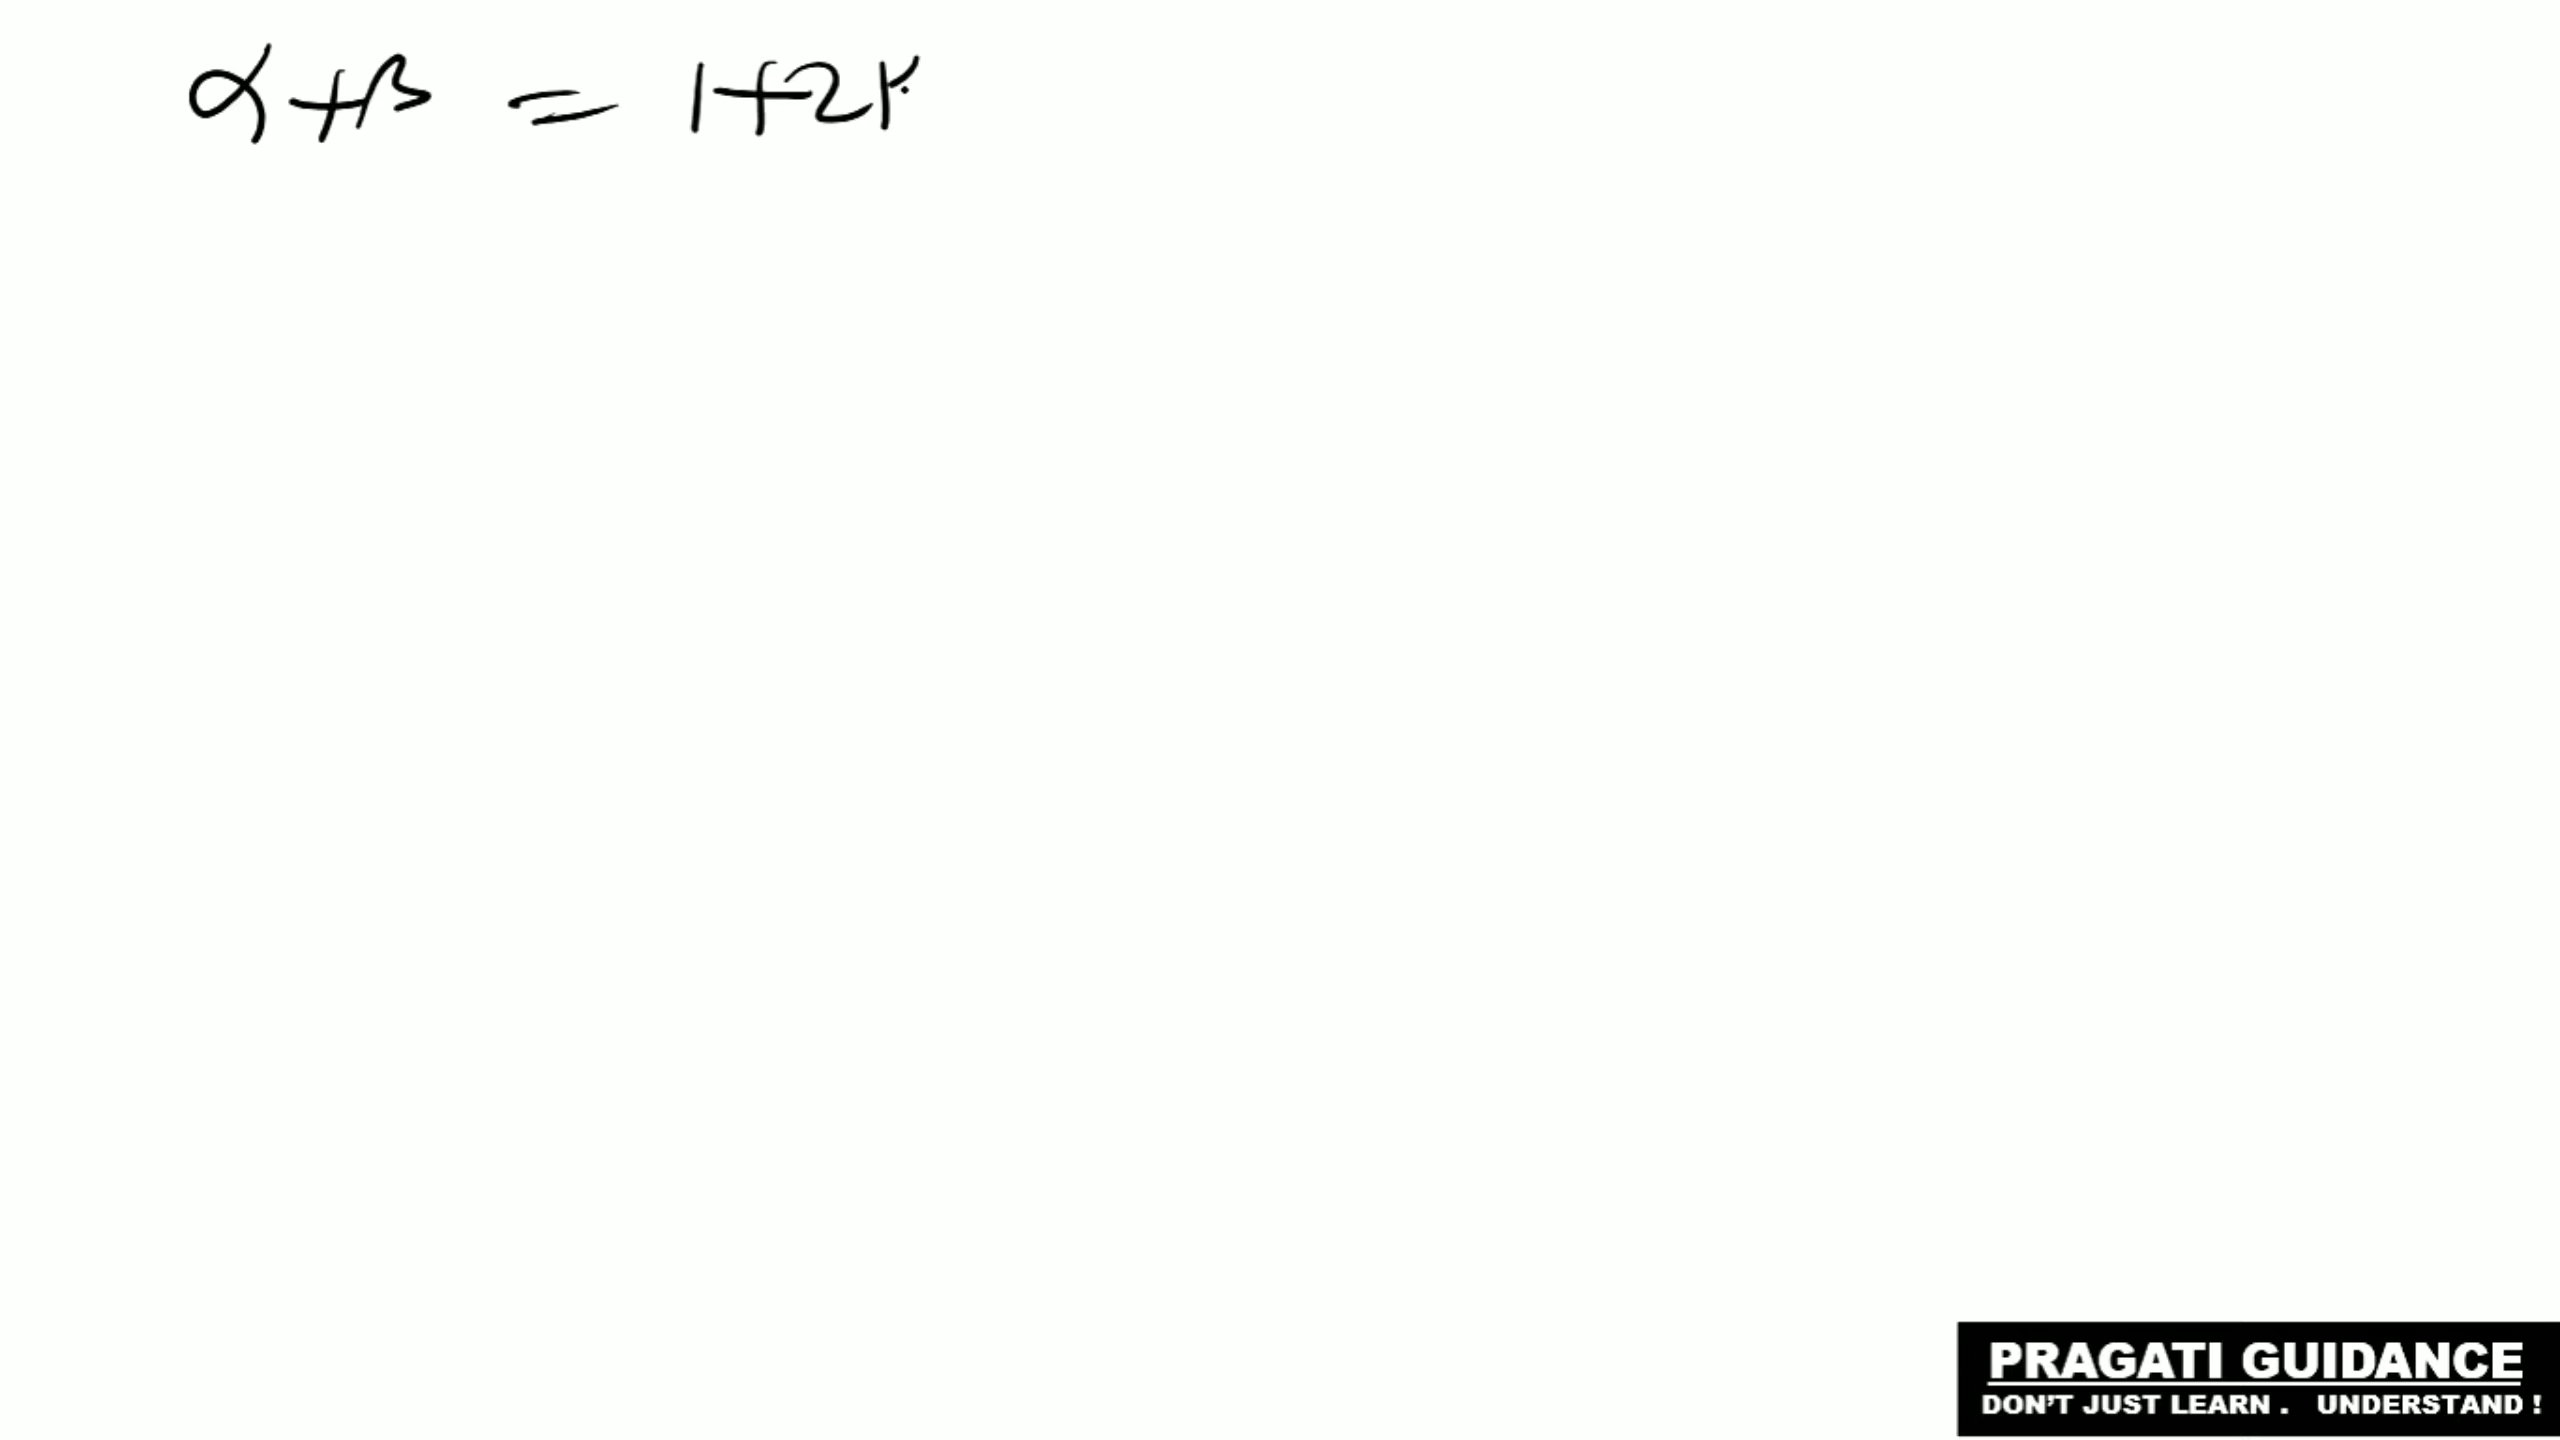 α+β = 1+2k
PRAGATI GUIDANCE
DON'T JUST LEARN . UNDERSTAND !